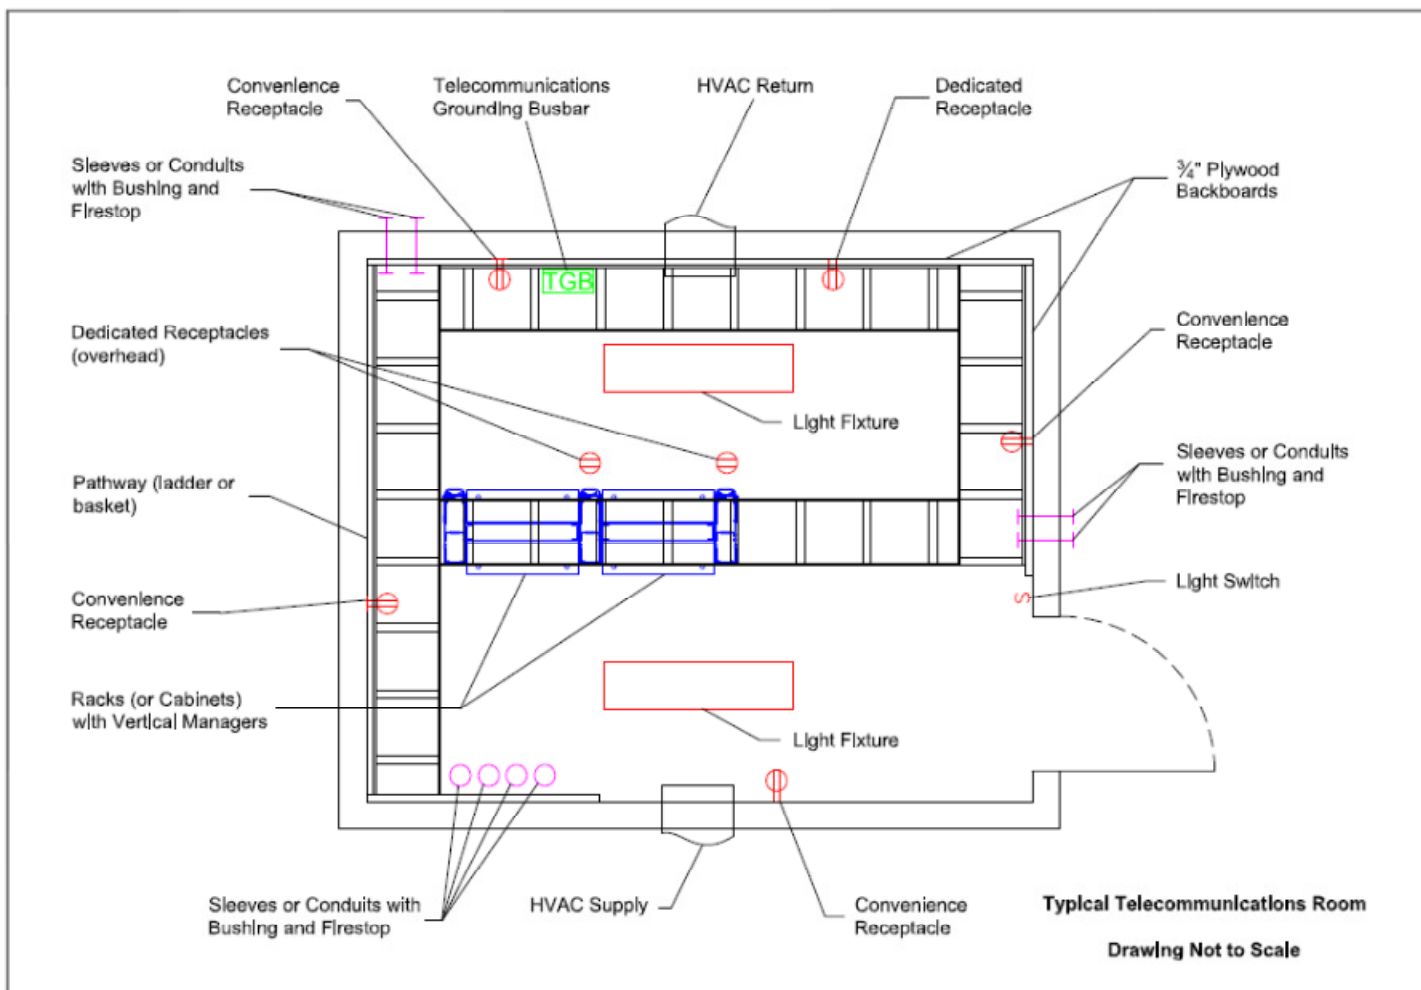 Convenience
Receptacle
Telecommunications
Grounding Busbar
HVAC Return
Dedicated
Receptacle
Sleeves or Conduits
with Bushing and
Firestop
¾" Plywood
Backboards
TGB
Dedicated Receptacles
(overhead)
Convenience
Receptacle
Light Fixture
Pathway (ladder or
basket)
Sleeves or Conduits
with Bushing and
Firestop
Convenience
Receptacle
Light Switch
S
Racks (or Cabinets)
with Vertical Managers
Light Fixture
Sleeves or Conduits with
Bushing and Firestop
HVAC Supply
Convenience
Receptacle
Typical Telecommunications Room
Drawing Not to Scale